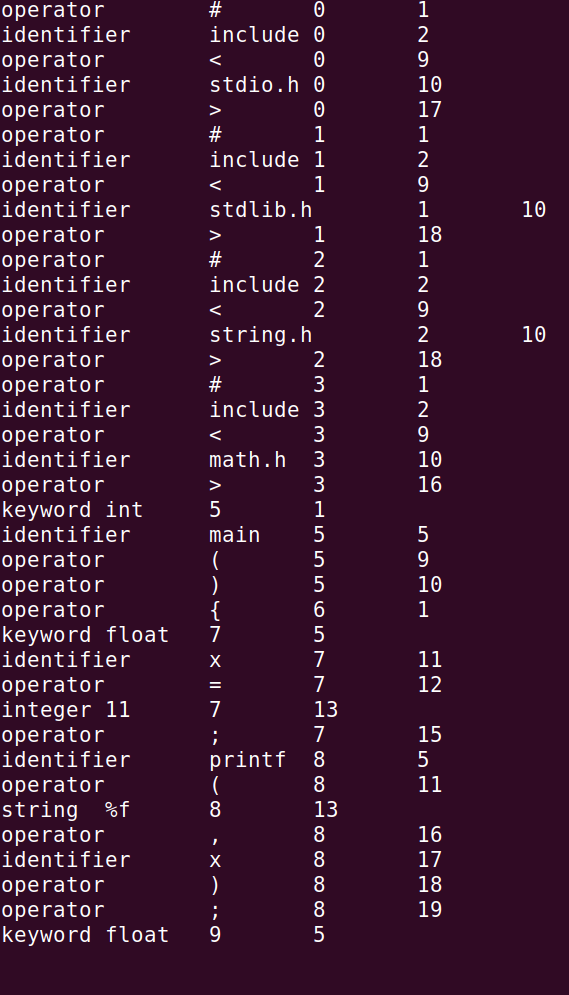 operator # 0 1
identifier include 0 2
operator < 0 9
identifier stdio.h 0 10
operator > 0 17
operator # 1 1
identifier include 1 2
operator < 1 9
identifier stdlib.h 1 10
operator > 1 18
operator # 2 1
identifier include 2 2
operator < 2 9
identifier string.h 2 10
operator > 2 18
operator # 3 1
identifier include 3 2
operator < 3 9
identifier math.h 3 10
operator > 3 16
keyword int 5 1
identifier main 5 5
operator ( 5 9
operator ) 5 10
operator { 6 1
keyword float 7 5
identifier x 7 11
operator = 7 12
integer 11 7 13
operator ; 7 15
identifier printf 8 5
operator ( 8 11
string %f 8 13
operator , 8 16
identifier x 8 17
operator ) 8 18
operator ; 8 19
keyword float 9 5